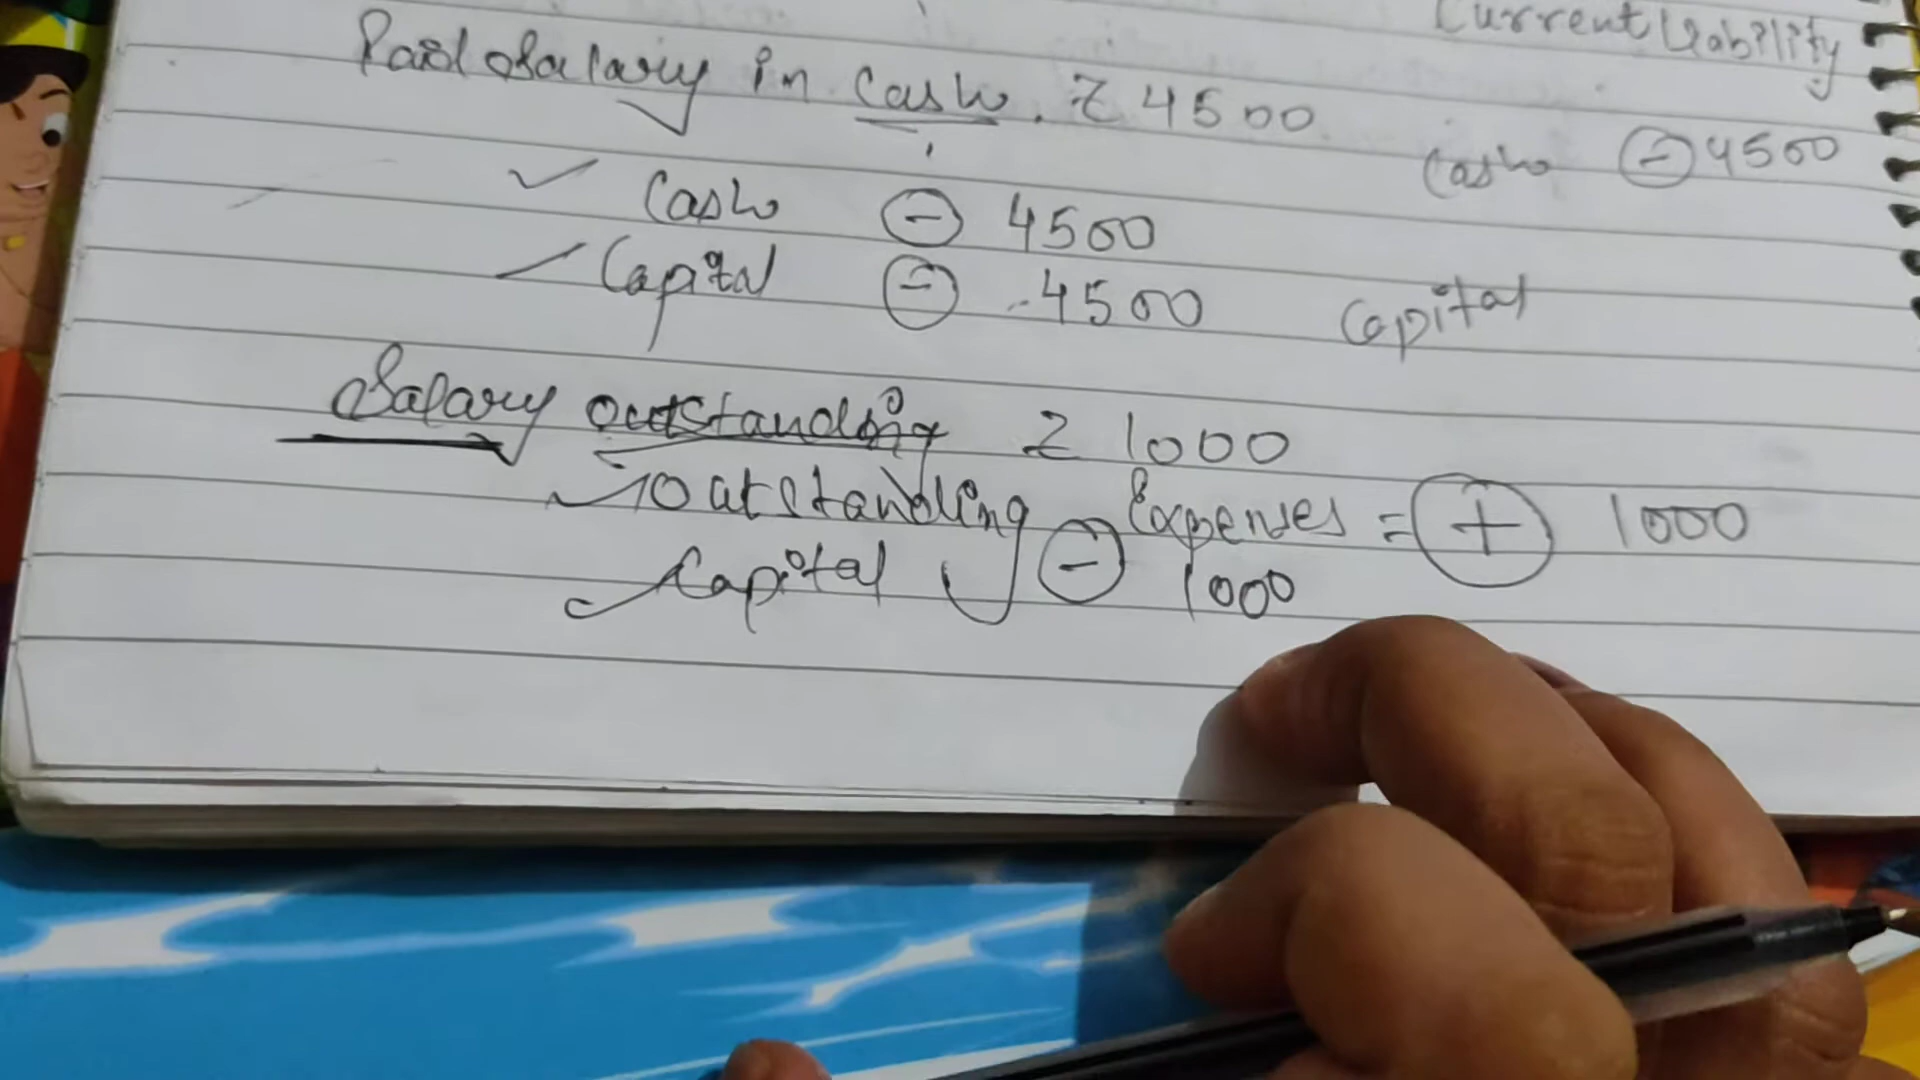 Current Liability
Paid Salary in Cash. ₹ 4500
Cash ⊖ 4500
Cash ⊖ 4500
Capital ⊖ 4500
Capital
Salary outstanding ₹ 1000
Outstanding Expenses = ⊕ 1000
Capital ⊖ 1000